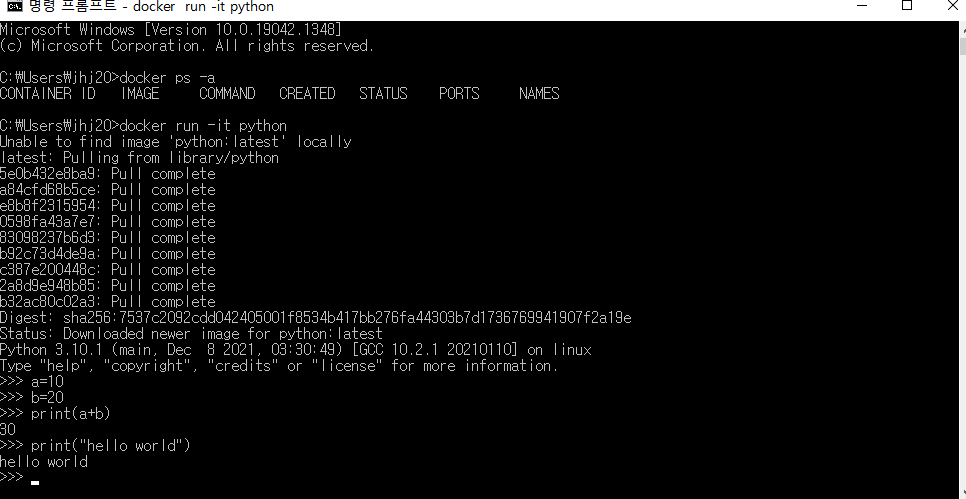 명령 프롬프트 - docker  run -it python
Microsoft Windows [Version 10.0.19042.1348]
(c) Microsoft Corporation. All rights reserved.
C:₩Users₩jhj20>docker ps -a
CONTAINER ID   IMAGE     COMMAND   CREATED   STATUS    PORTS     NAMES
C:₩Users₩jhj20>docker run -it python
Unable to find image 'python:latest' locally
latest: Pulling from library/python
5e0b432e8ba9: Pull complete
a84cfd68b5ce: Pull complete
e8b8f2315954: Pull complete
0598fa43a7e7: Pull complete
83098237b6d3: Pull complete
b92c73d4de9a: Pull complete
c387e200448c: Pull complete
2a8d9e948b85: Pull complete
b32ac80c02a3: Pull complete
Digest: sha256:7537c2092cdd042405001f8534b417bb276fa44303b7d1736769941907f2a19e
Status: Downloaded newer image for python:latest
Python 3.10.1 (main, Dec  8 2021, 03:30:49) [GCC 10.2.1 20210110] on linux
Type "help", "copyright", "credits" or "license" for more information.
>>> a=10
>>> b=20
>>> print(a+b)
30
>>> print("hello world")
hello world
>>>